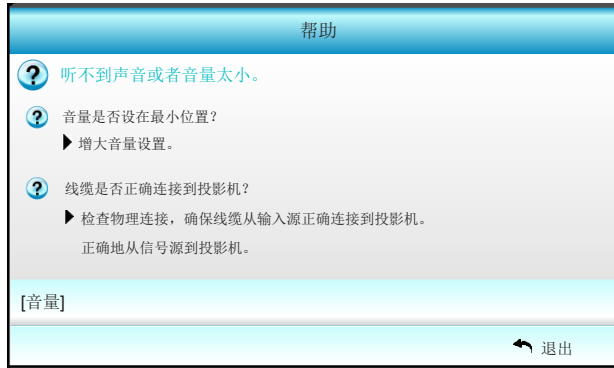 帮助
听不到声音或者音量太小。
音量是否设在最小位置?
增大音量设置。
线缆是否正确连接到投影机?
检查物理连接，确保线缆从输入源正确连接到投影机。
正确地从信号源到投影机。
[音量]
退出